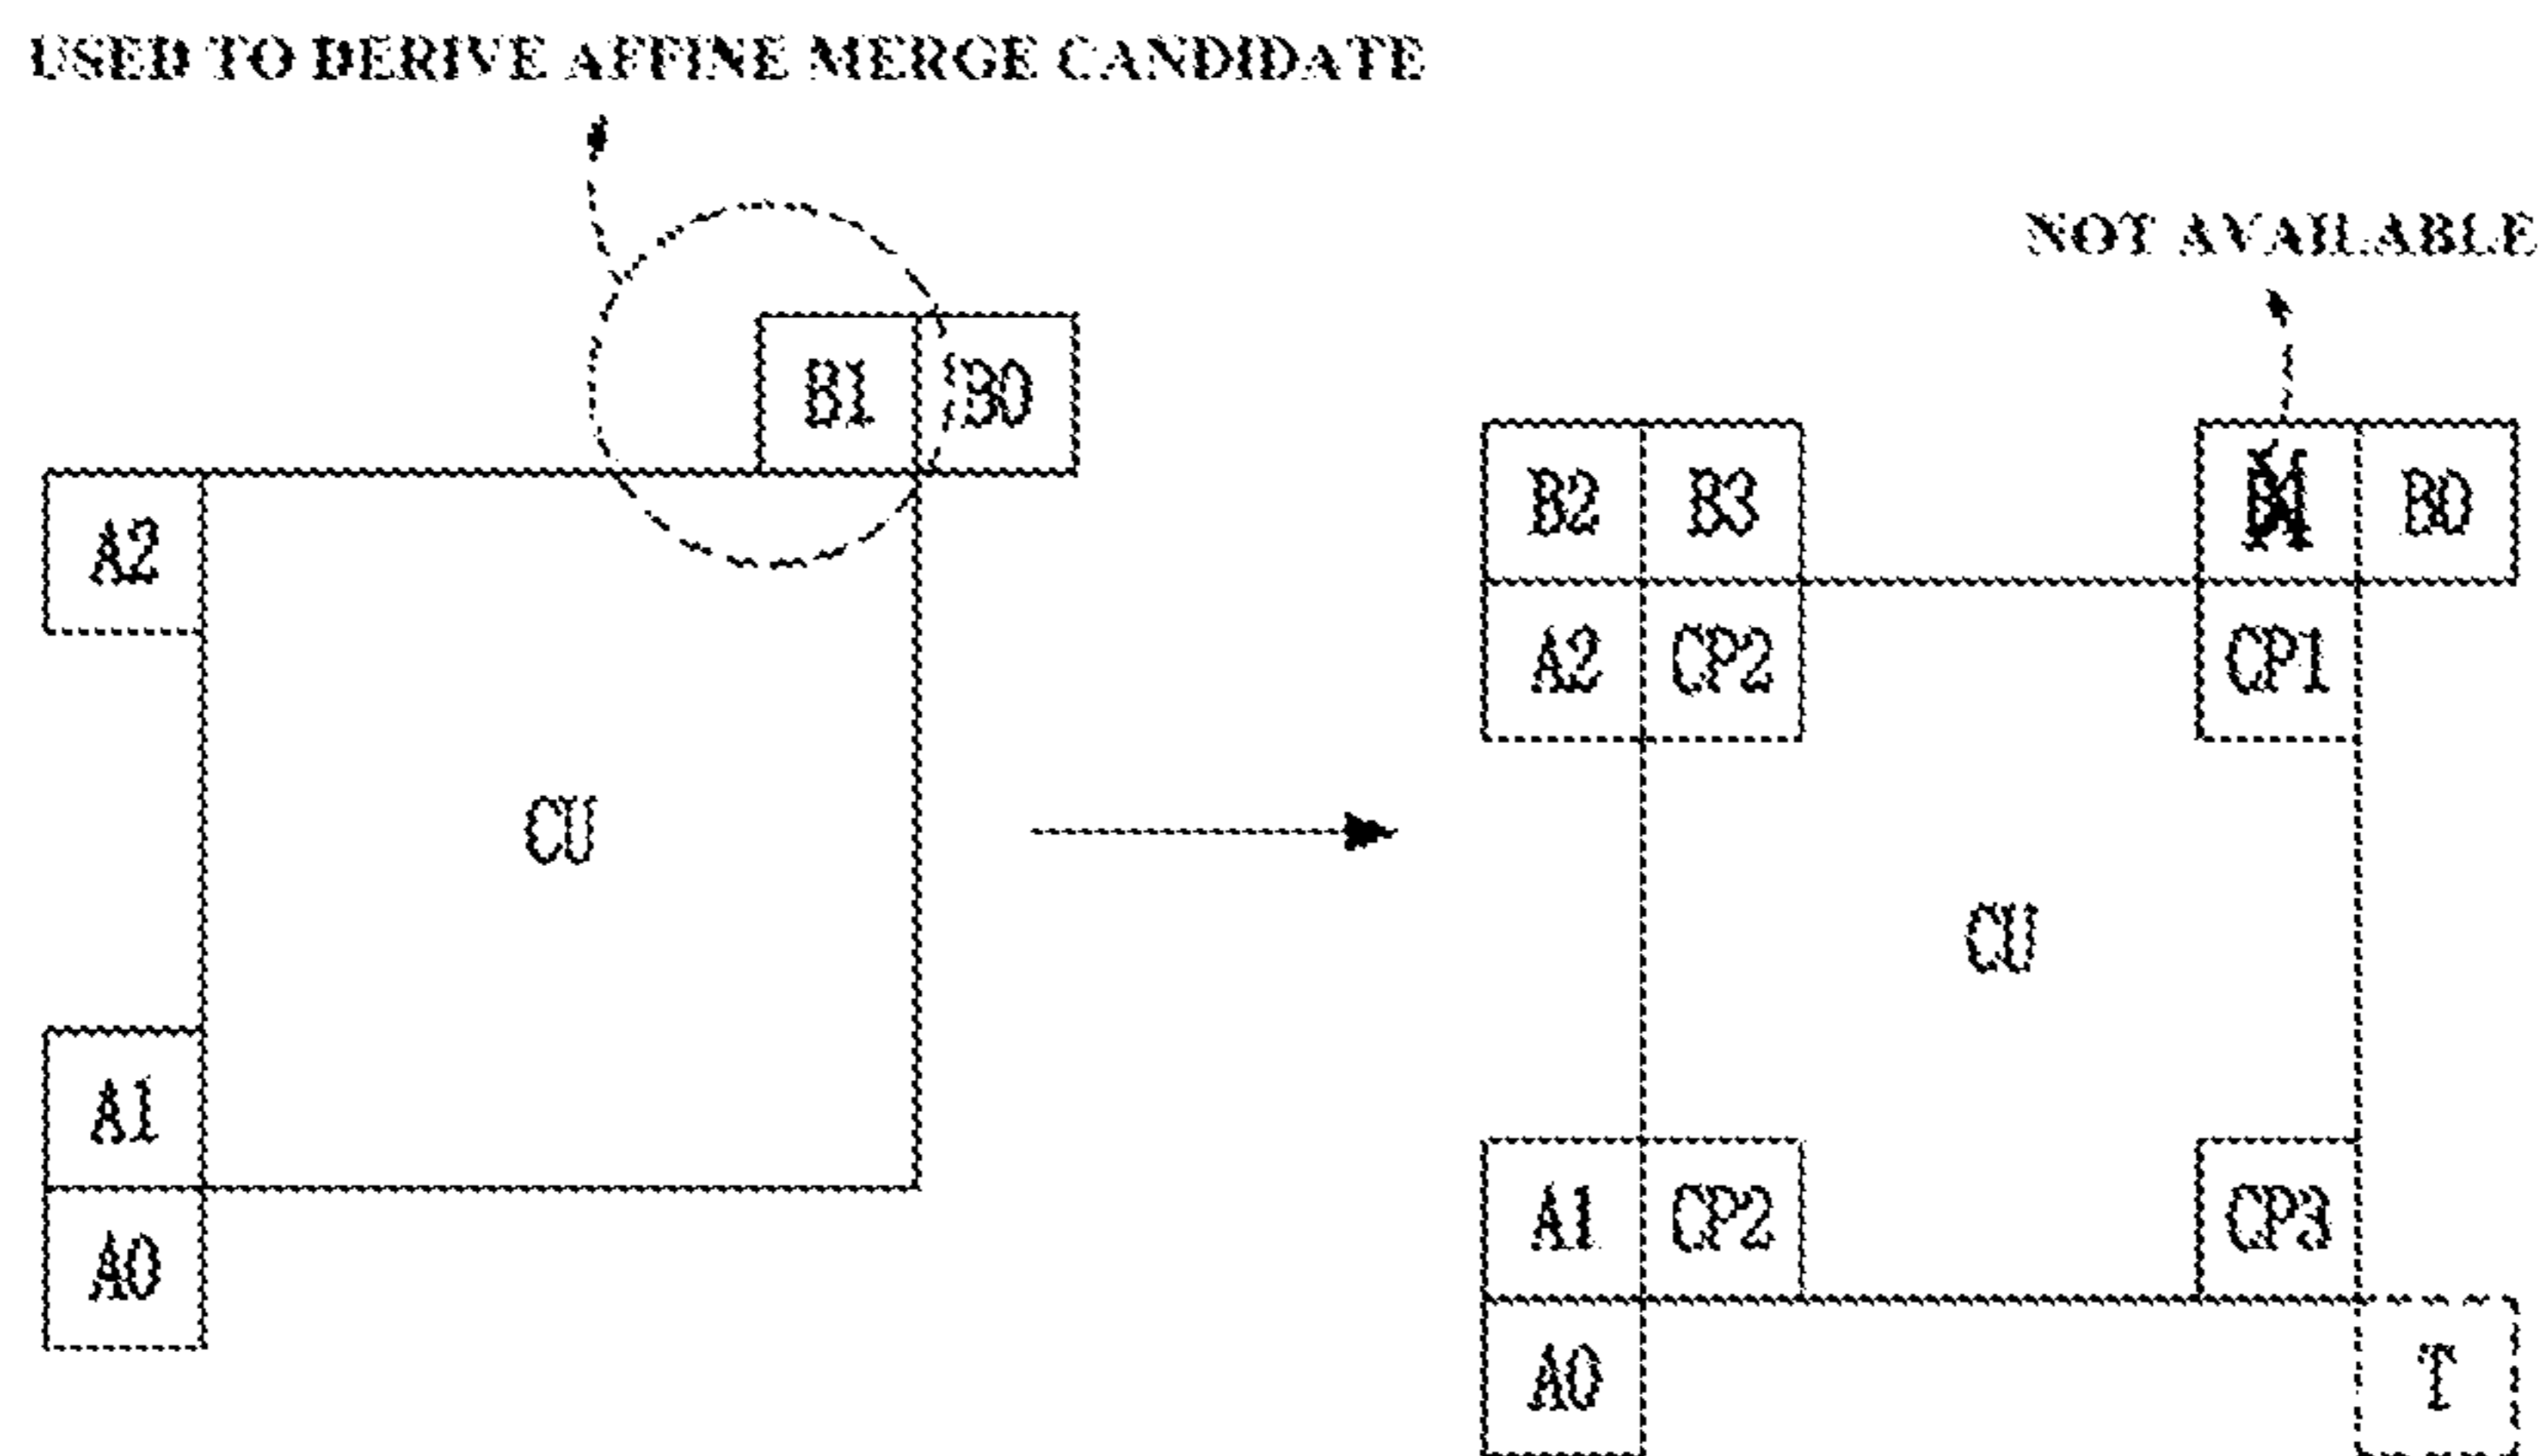 USED TO DERIVE AFFINE MERGE CANDIDATE
NOT AVAILABLE
B1 B0
A2
CU
A1
A0
B2 B3 B1 B0
A2 CP2 CP1
CU
A1 CP2 CP3
A0 T